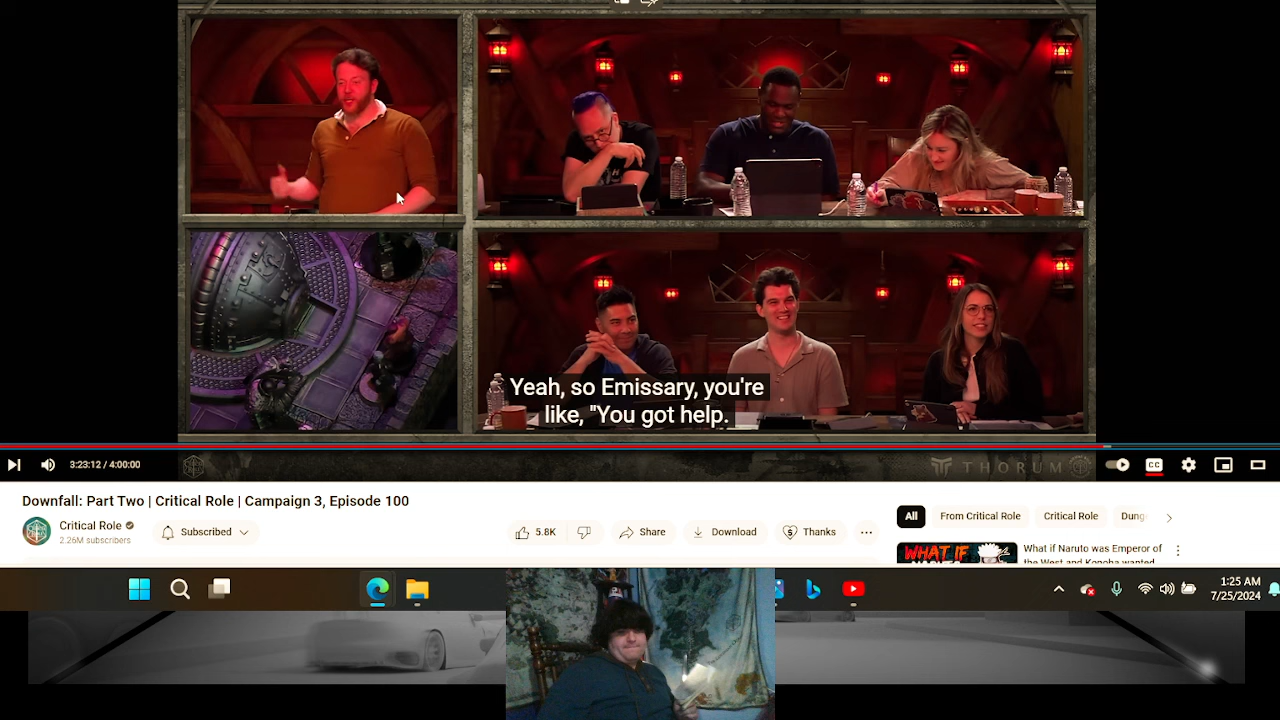 Yeah, so Emissary, you're
like, "You got help.
3:23:12 / 4:00:00
CC
THORUM
Downfall: Part Two | Critical Role | Campaign 3, Episode 100
Critical Role
2.26M subscribers
Subscribed
5.8K
Share
Download
Thanks
All
From Critical Role
Critical Role
Dung
WHAT IF
What if Naruto was Emperor of
the West and Konoha wanted
1:25 AM
7/25/2024